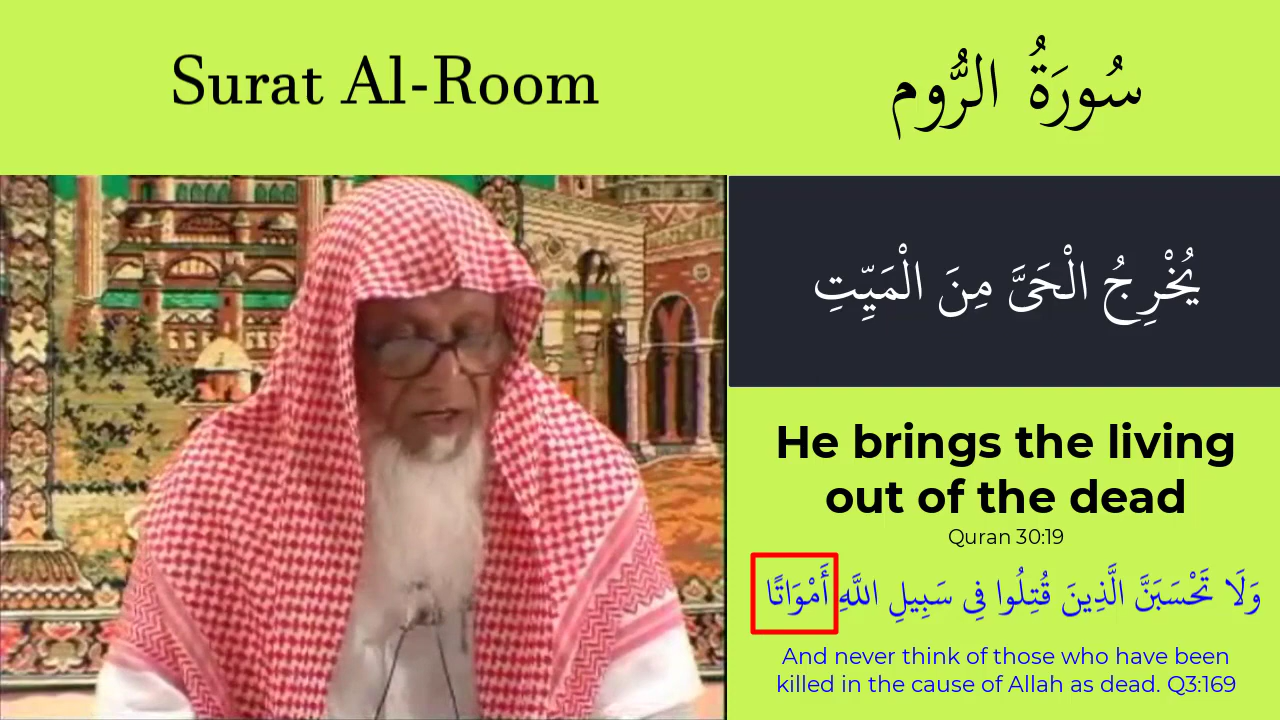 Surat Al-Room
سُورَةُ الرُّوم
يُخْرِجُ الْحَىَّ مِنَ الْمَيِّتِ
He brings the living
out of the dead
Quran 30:19
وَلَا تَحْسَبَنَّ الَّذِينَ قُتِلُوا فِى سَبِيلِ اللَّهِ أَمْوَاتًا
And never think of those who have been
killed in the cause of Allah as dead. Q3:169